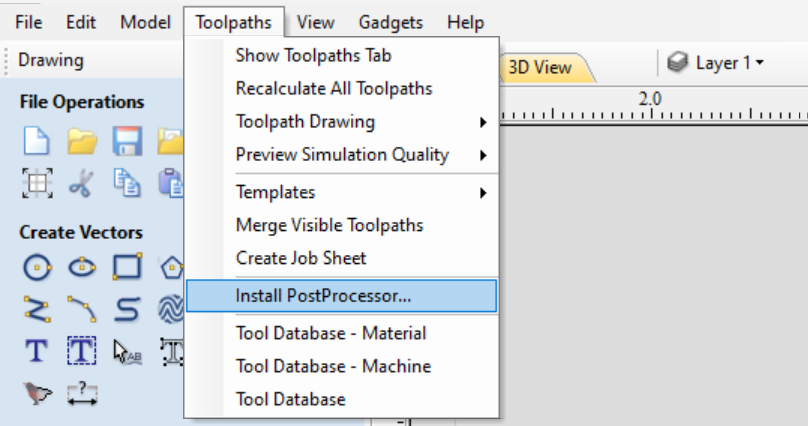 File Edit Model Toolpaths View Gadgets Help
Drawing
Show Toolpaths Tab
3D View
Layer 1
File Operations
Recalculate All Toolpaths
2.0
Toolpath Drawing
Preview Simulation Quality
Templates
Merge Visible Toolpaths
Create Vectors
Create Job Sheet
Install PostProcessor...
Tool Database - Material
T T AB T
Tool Database - Machine
?
Tool Database